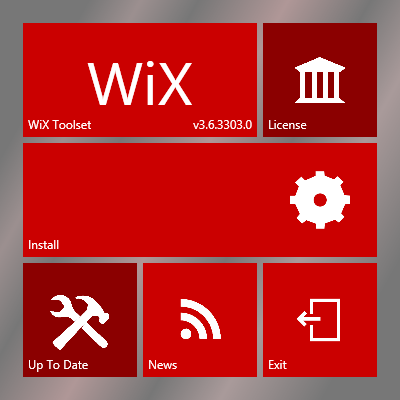 WiX
WiX Toolset v3.6.3303.0
License
Install
Up To Date
News
Exit